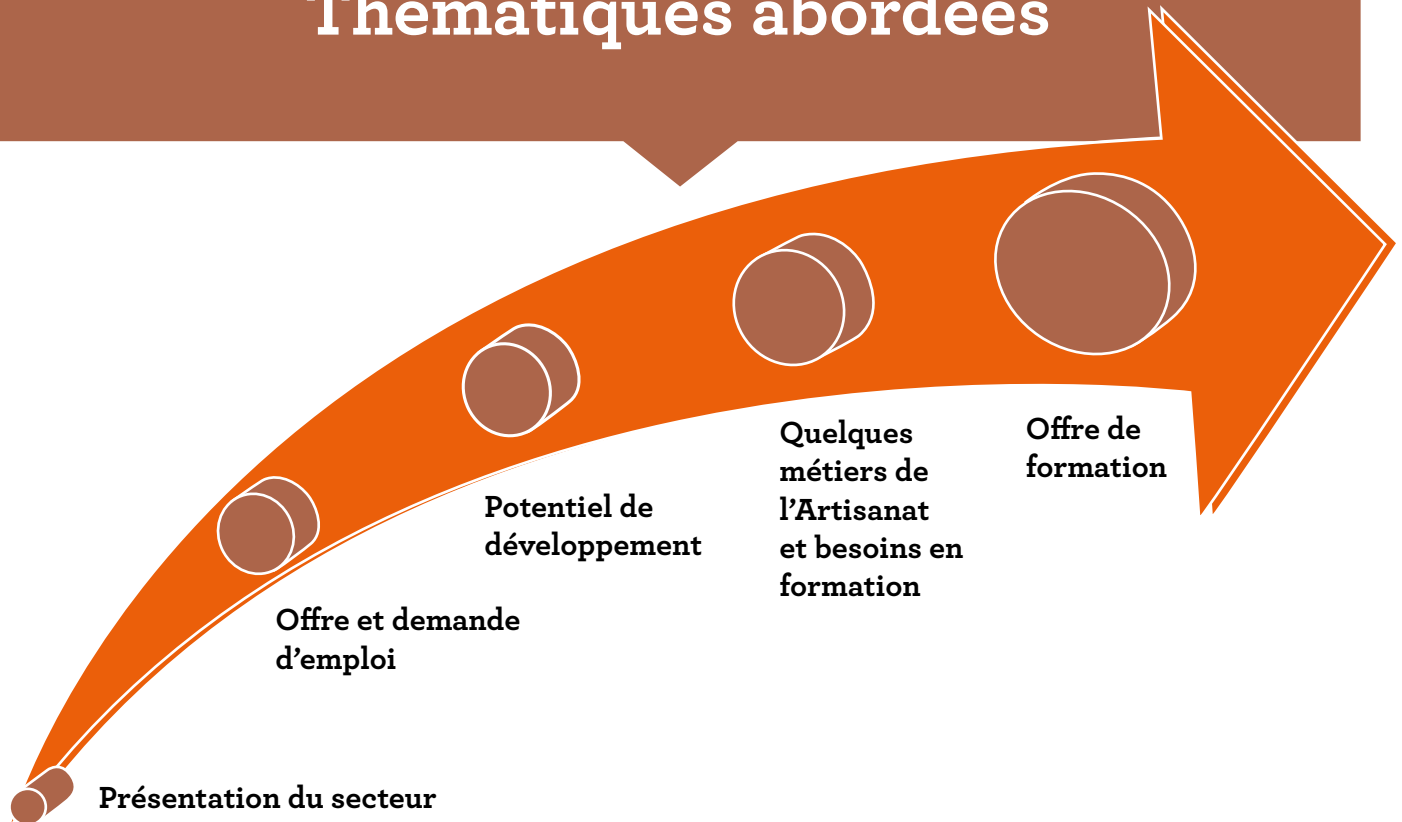 Thématiques abordées
Présentation du secteur
Offre et demande
d’emploi
Potentiel de
développement
Quelques
métiers de
l’Artisanat
et besoins en
formation
Offre de
formation